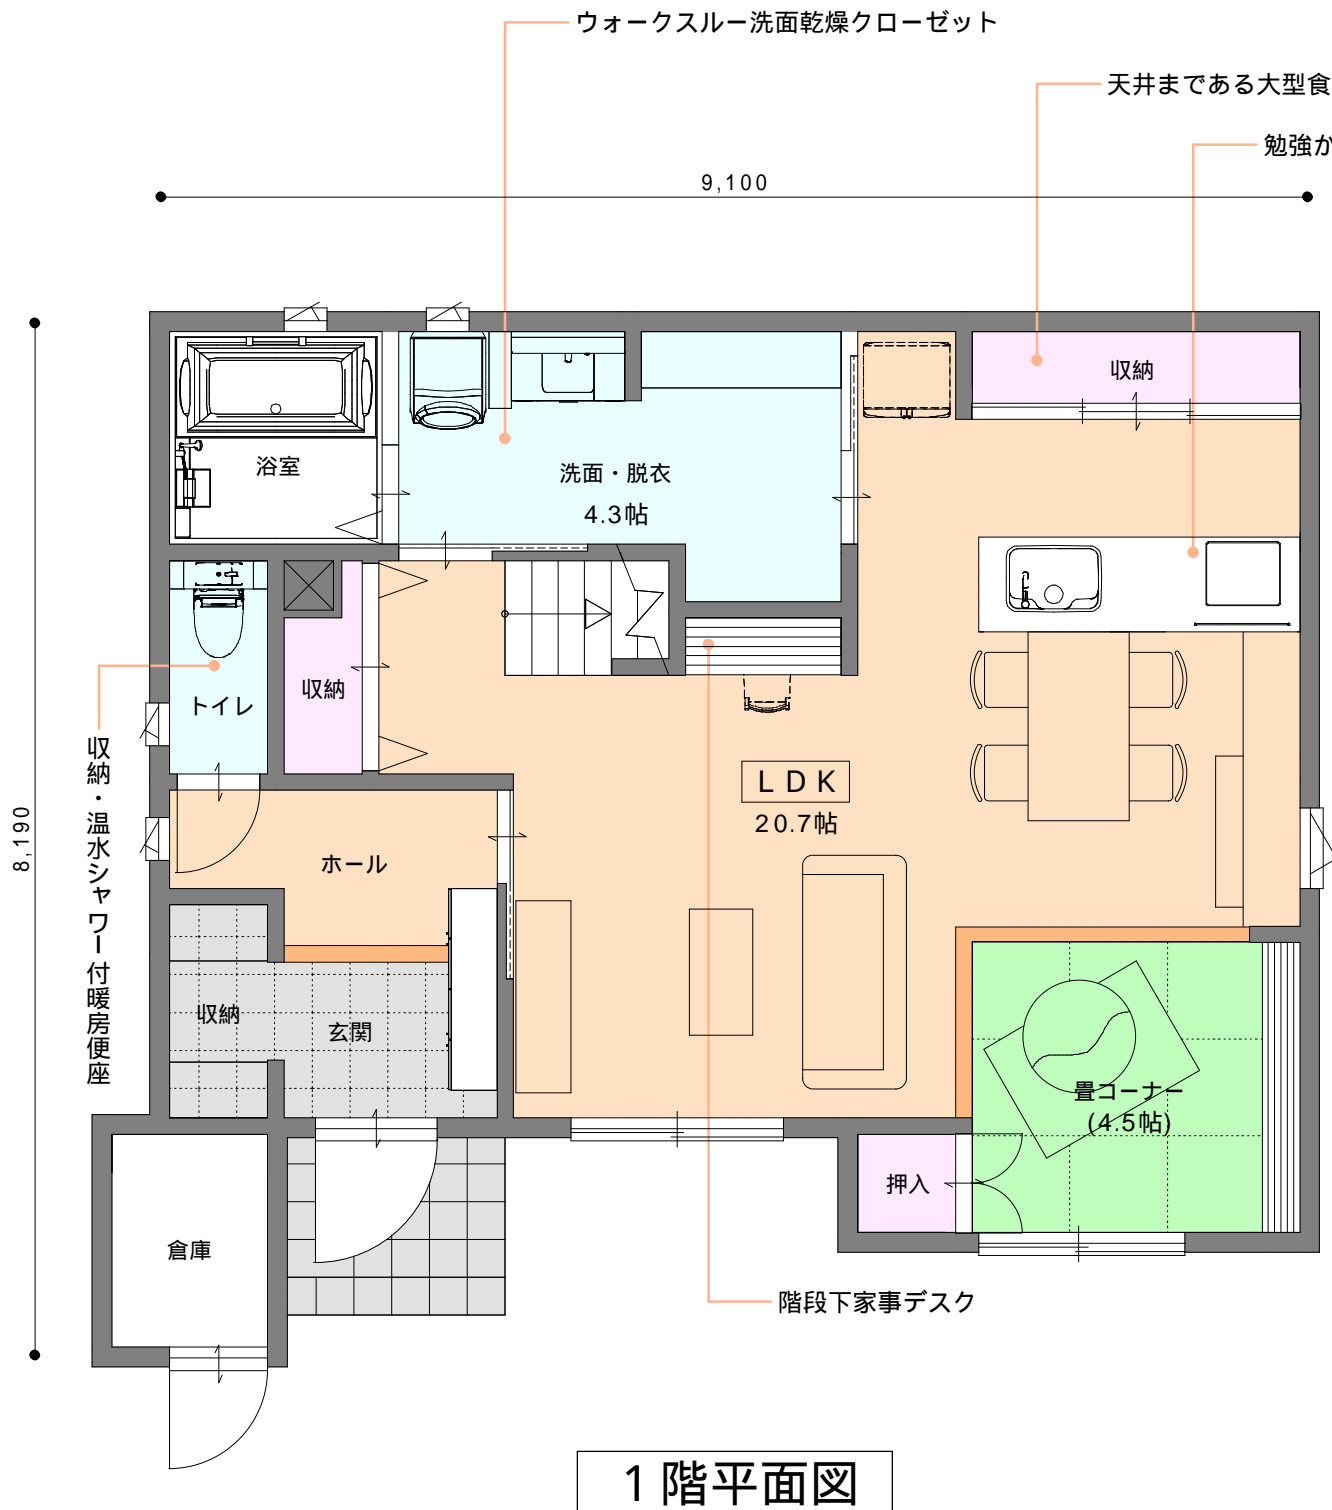 ウォークスルー洗面乾燥クローゼット
天井まである大型食
勉強か
9,100
収納
浴室
洗面・脱衣
4.3帖
トイレ
収納
収納・温水シャワー付暖房便座
LDK
20.7帖
8,190
ホール
収納
玄関
畳コーナー
(4.5帖)
押入
倉庫
階段下家事デスク
1階平面図